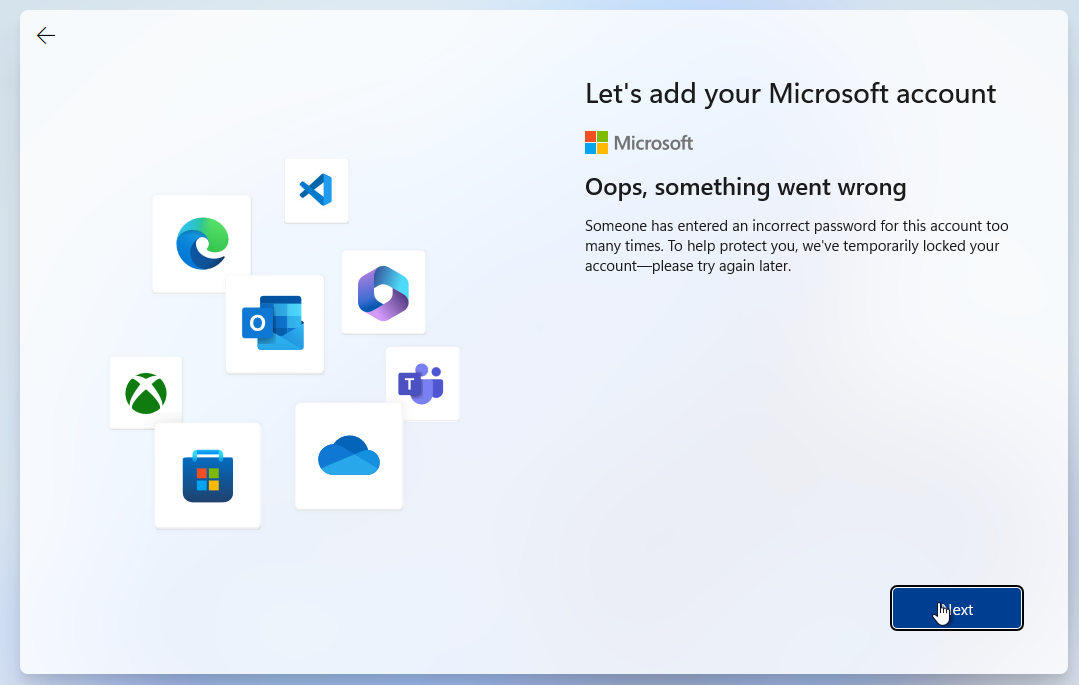 Let's add your Microsoft account
Microsoft
Oops, something went wrong
Someone has entered an incorrect password for this account too
many times. To help protect you, we've temporarily locked your
account—please try again later.
O
T
Next